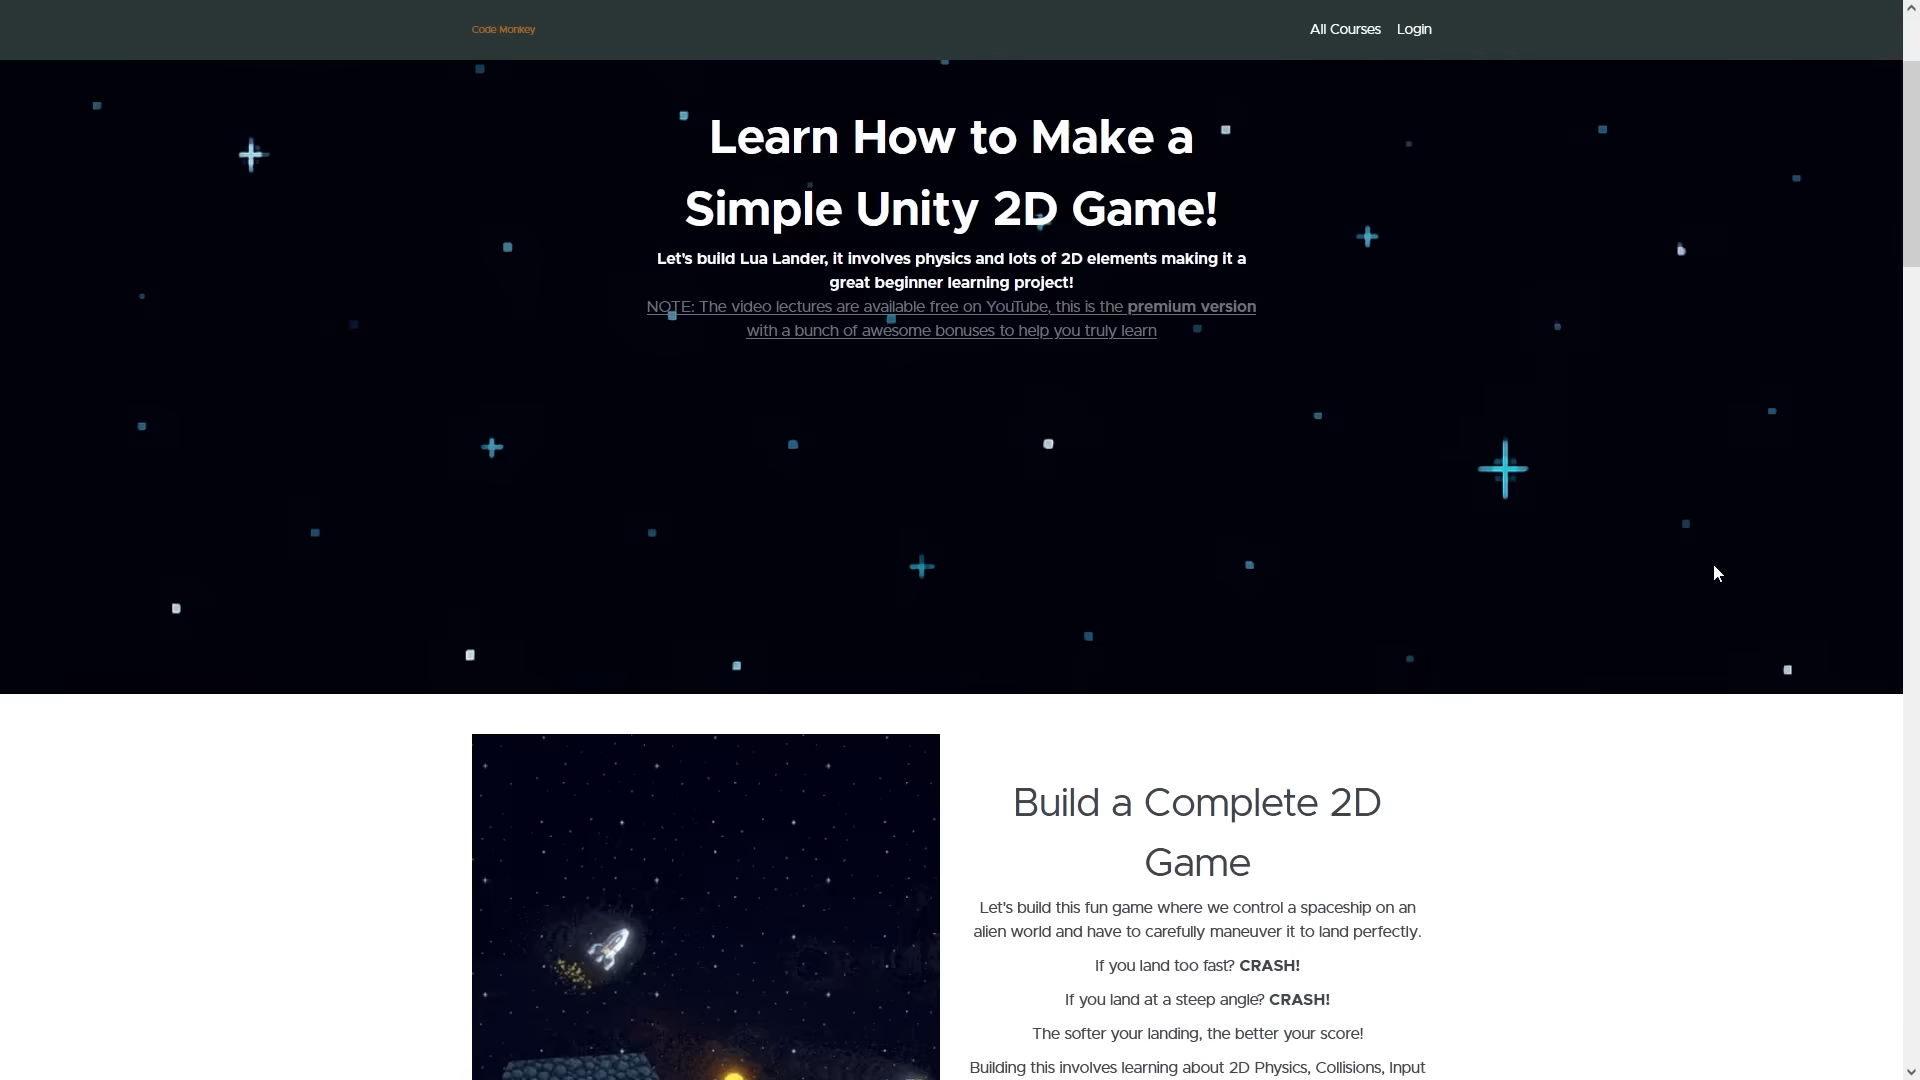 Code Monkey
All Courses Login
Learn How to Make a
Simple Unity 2D Game!
Let's build Lua Lander, it involves physics and lots of 2D elements making it a
great beginner learning project!
NOTE: The video lectures are available free on YouTube, this is the premium version
with a bunch of awesome bonuses to help you truly learn
Build a Complete 2D
Game
Let's build this fun game where we control a spaceship on an
alien world and have to carefully maneuver it to land perfectly.
If you land too fast? CRASH!
If you land at a steep angle? CRASH!
The softer your landing, the better your score!
Building this involves learning about 2D Physics, Collisions, Input